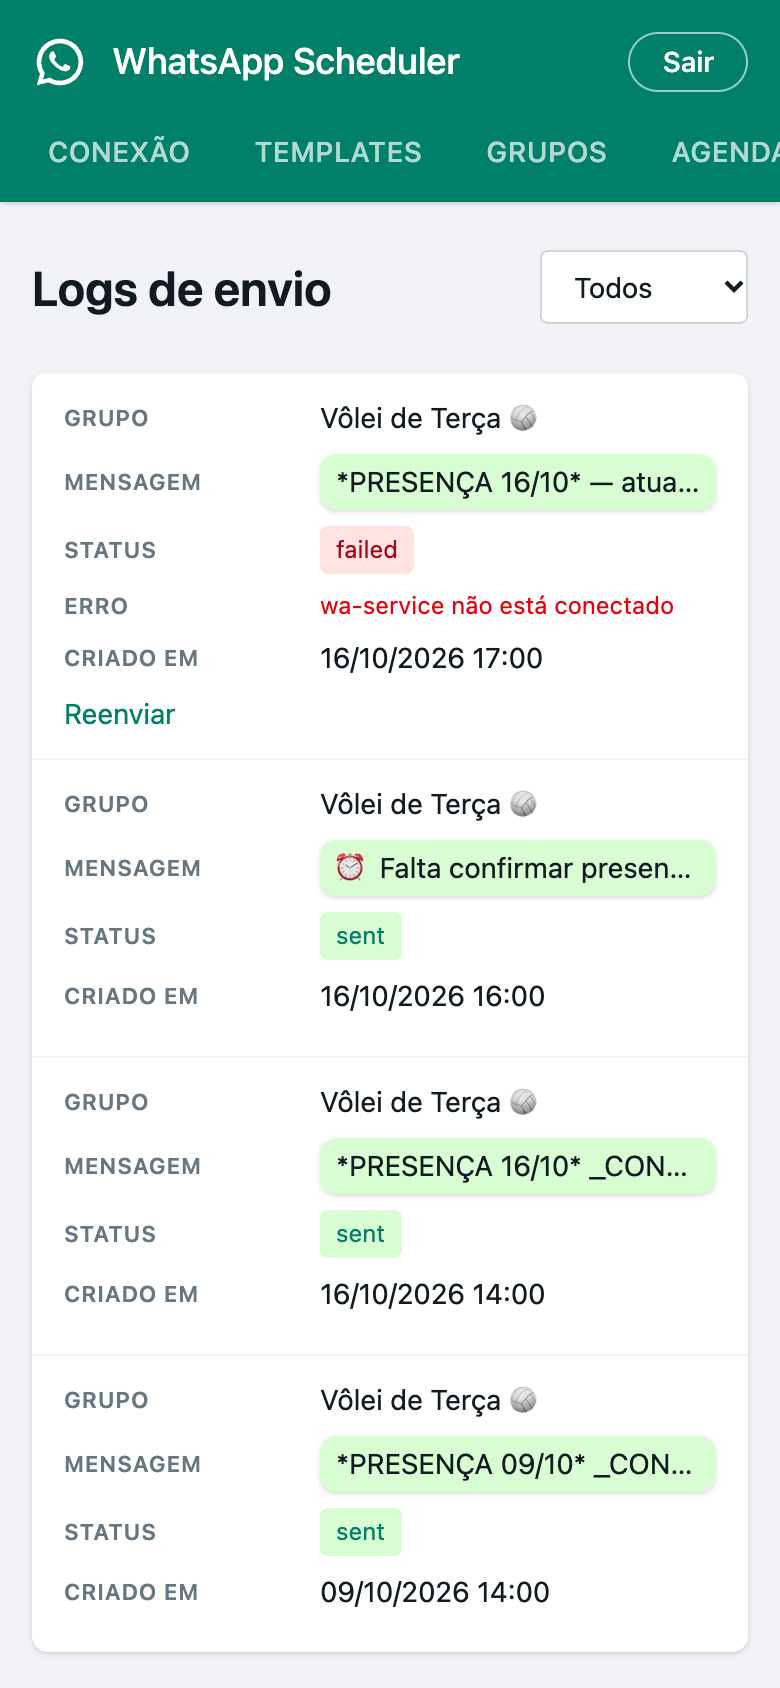 WhatsApp Scheduler
Sair
CONEXÃO TEMPLATES GRUPOS AGENDA
Logs de envio
Todos
GRUPO Vôlei de Terça 🏐
MENSAGEM *PRESENÇA 16/10* — atua...
STATUS failed
ERRO wa-service não está conectado
CRIADO EM 16/10/2026 17:00
Reenviar
GRUPO Vôlei de Terça 🏐
MENSAGEM ⏰ Falta confirmar presen...
STATUS sent
CRIADO EM 16/10/2026 16:00
GRUPO Vôlei de Terça 🏐
MENSAGEM *PRESENÇA 16/10* _CON...
STATUS sent
CRIADO EM 16/10/2026 14:00
GRUPO Vôlei de Terça 🏐
MENSAGEM *PRESENÇA 09/10* _CON...
STATUS sent
CRIADO EM 09/10/2026 14:00